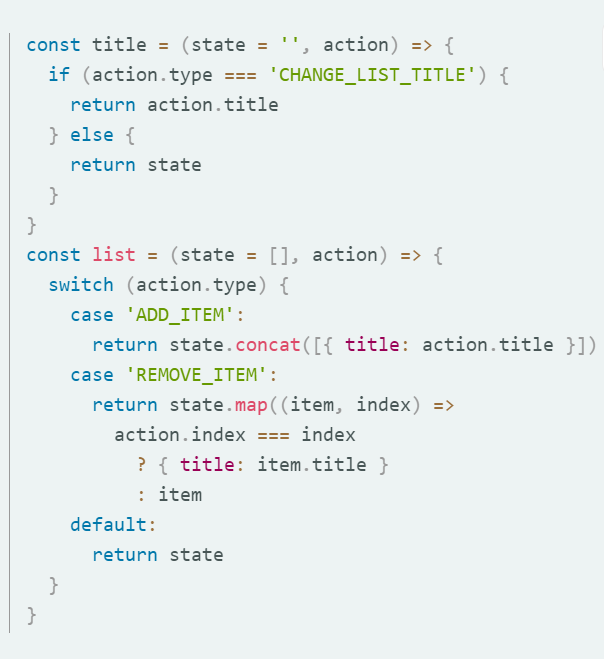 const title = (state = '', action) => {
  if (action.type === 'CHANGE_LIST_TITLE') {
    return action.title
  } else {
    return state
  }
}
const list = (state = [], action) => {
  switch (action.type) {
    case 'ADD_ITEM':
      return state.concat([{ title: action.title }])
    case 'REMOVE_ITEM':
      return state.map((item, index) =>
        action.index === index
          ? { title: item.title }
          : item
    default:
      return state
  }
}